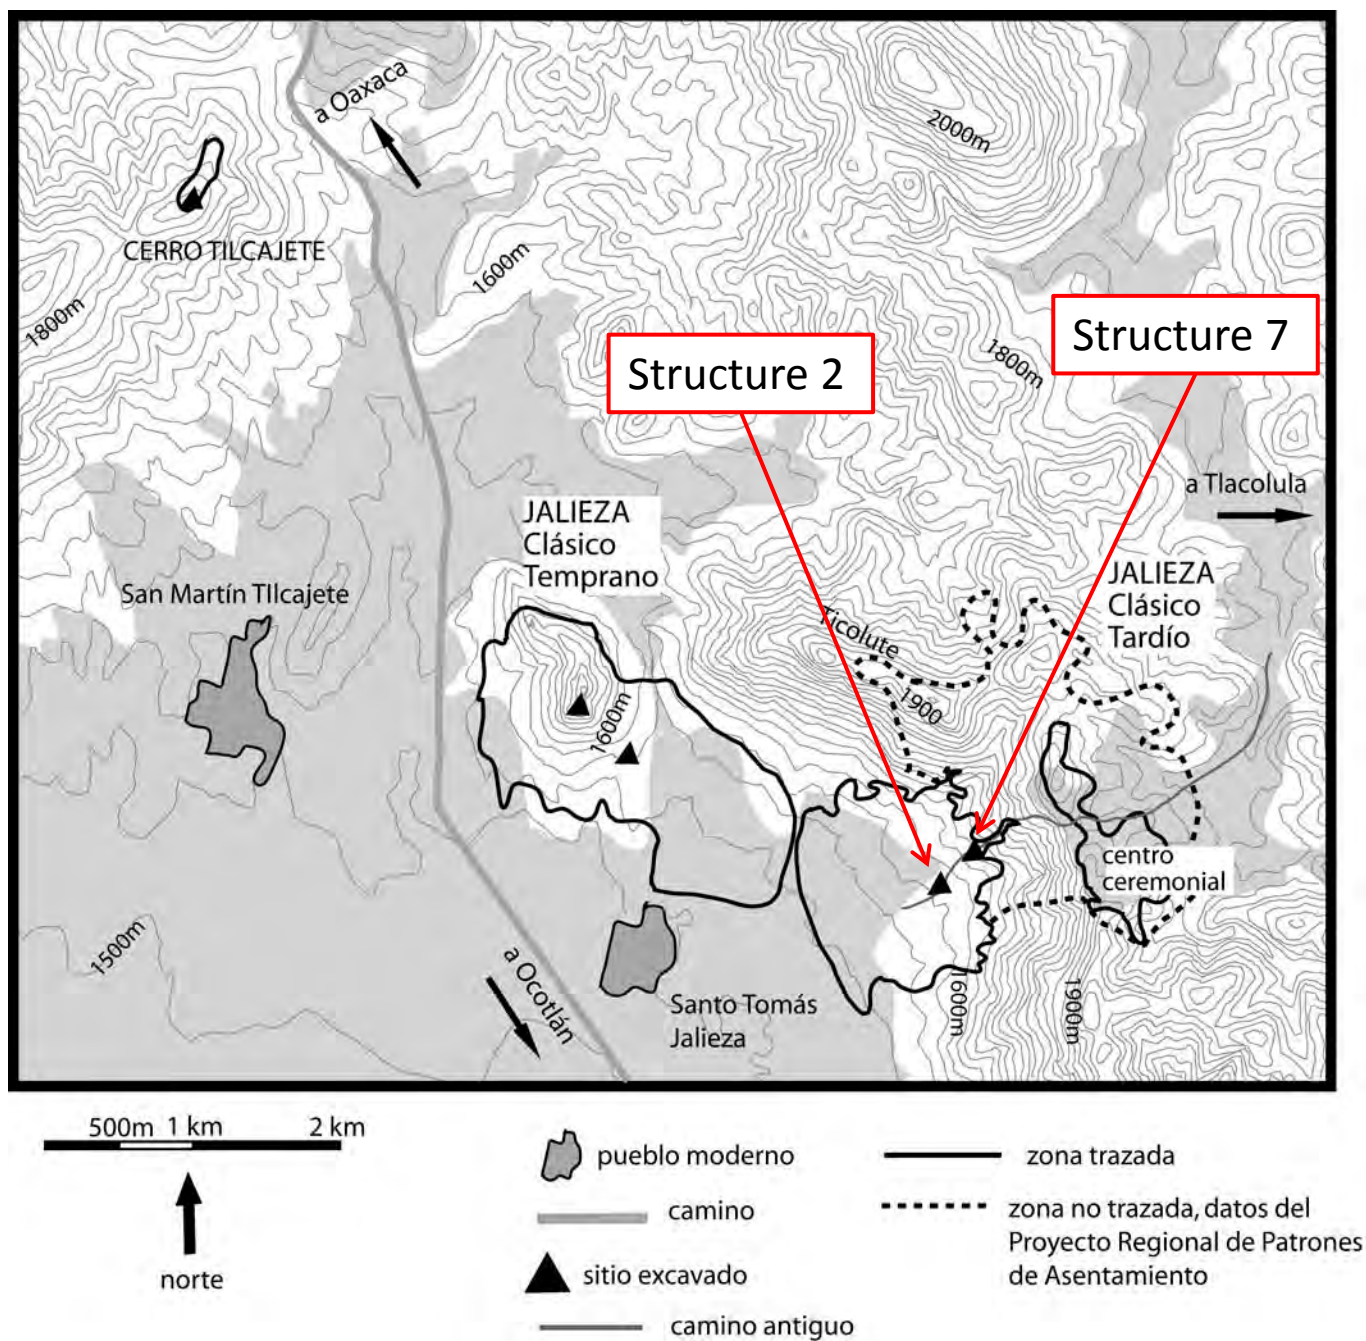 a Oaxaca
2000m
CERRO TILCAJETE
1600m
1800m
Structure 7
Structure 2
1800m
a Tlacolula
JALIEZA
Clásico
Temprano
JALIEZA
Clásico
Tardío
San Martín TIlcajete
Ticolute
1900
1600m
centro
ceremonial
1500m
a Ocotlán
Santo Tomás
Jalieza
1600m
1900m
500m 1 km 2 km
norte
pueblo moderno
camino
sitio excavado
camino antiguo
zona trazada
zona no trazada, datos del
Proyecto Regional de Patrones
de Asentamiento